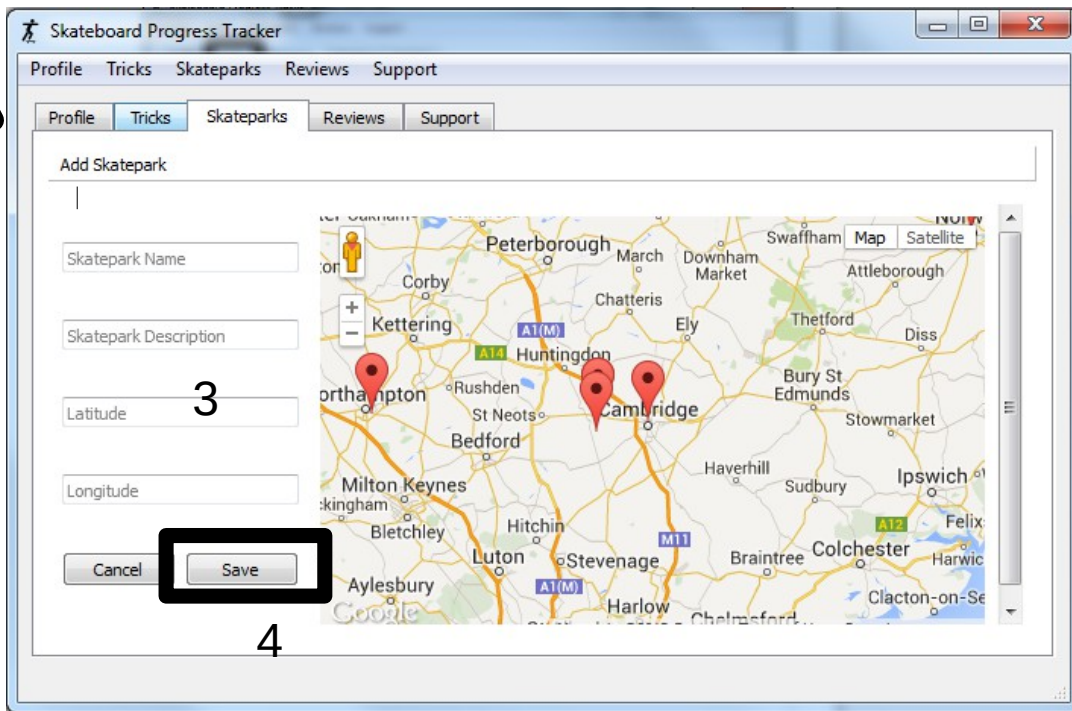 Skateboard Progress Tracker
Profile Tricks Skateparks Reviews Support
Profile Tricks Skateparks Reviews Support
Add Skatepark
Skatepark Name
Skatepark Description
3
Latitude
Longitude
Cancel Save
4
Map Satellite
Swaffham
Peterborough
March
Downham
Market
Attleborough
Corby
Chatteris
Kettering
A1(M)
Ely
Thetford
Diss
A14
Huntingdon
Rushden
Bury St
Edmunds
St Neots
Cambridge
Stowmarket
Bedford
Haverhill
Sudbury
Ipswich
Milton Keynes
Bletchley
Hitchin
M11
A12
Felix
Luton
Stevenage
Braintree
Colchester
Harwic
Aylesbury
A1(M)
Clacton-on-Se
Google
Harlow
Chelmsford